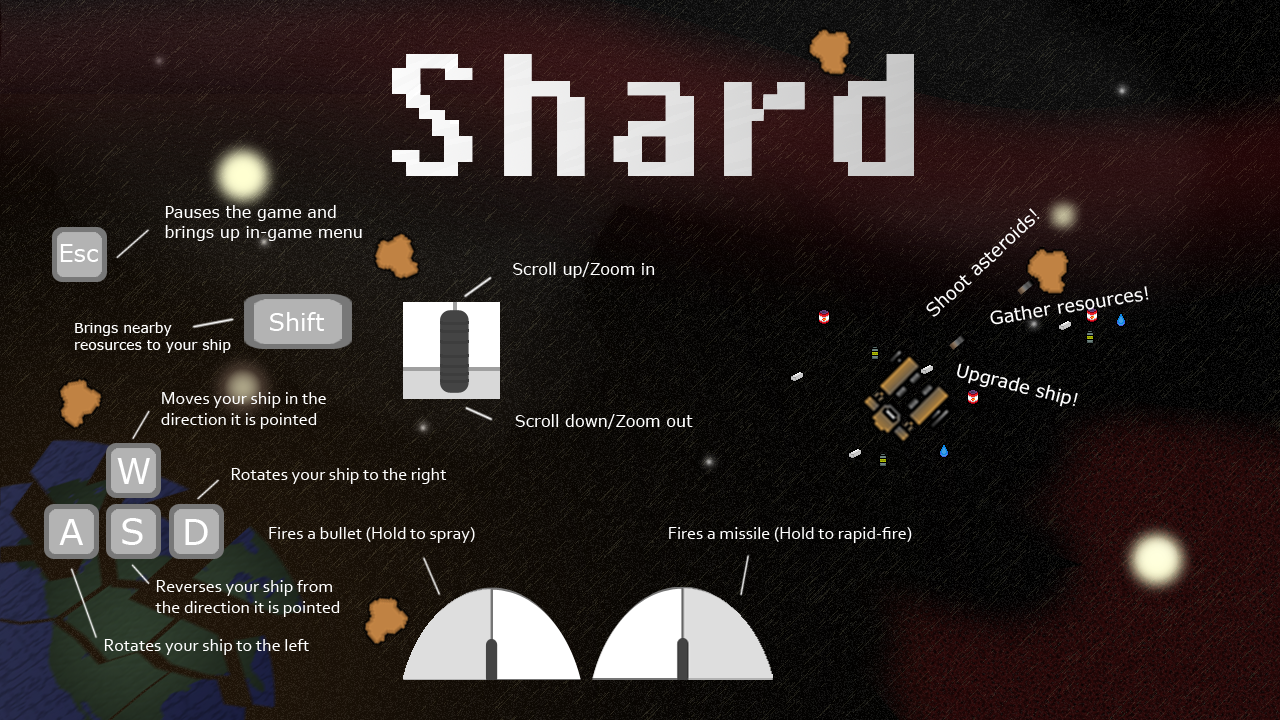 Shard
Pauses the game and
brings up in-game menu
Esc
Shoot asteroids!
Scroll up/Zoom in
Gather resources!
Shift
Brings nearby
reosurces to your ship
Upgrade ship!
Moves your ship in the
direction it is pointed
Scroll down/Zoom out
W
Rotates your ship to the right
A S D
Fires a bullet (Hold to spray)
Fires a missile (Hold to rapid-fire)
Reverses your ship from
the direction it is pointed
Rotates your ship to the left